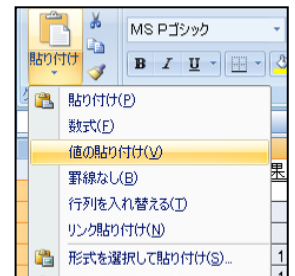 MS Pゴシック
貼り付け
B I U
貼り付け(P)
数式(F)
値の貼り付け(V)
罫線なし(B)
果
行列を入れ替える(T)
リンク貼り付け(N)
形式を選択して貼り付け(S)...
1